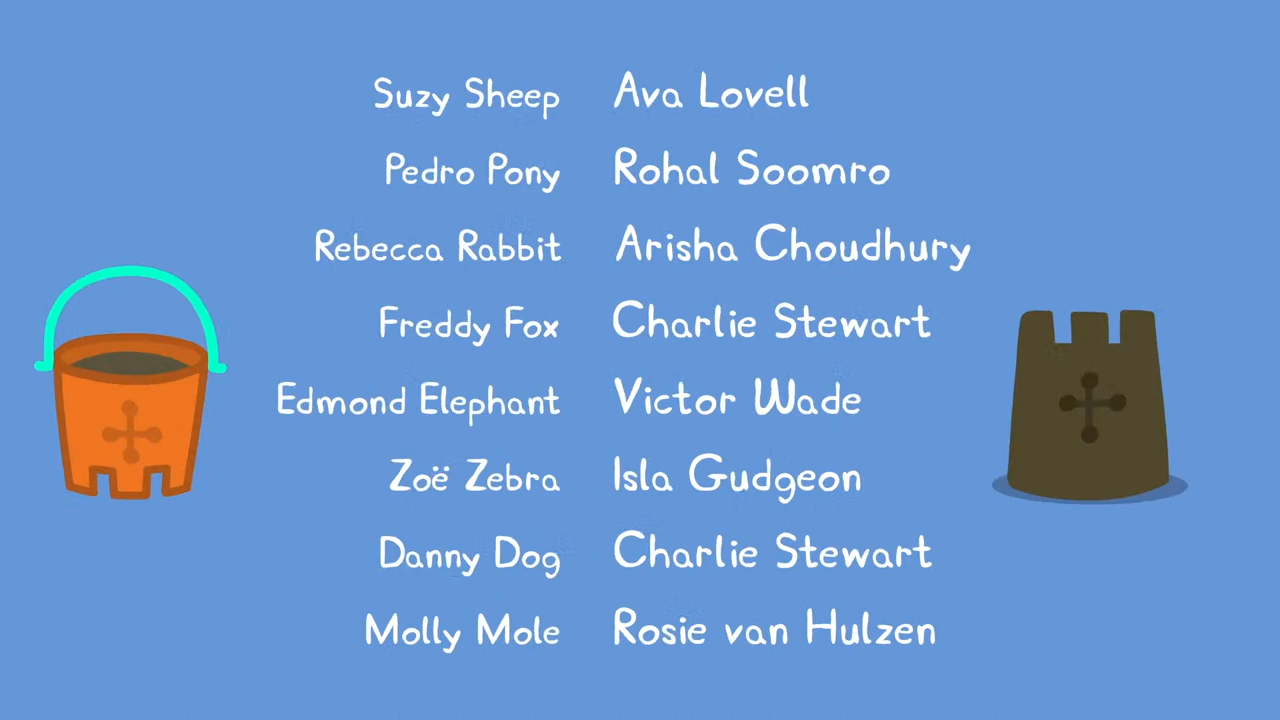 Suzy Sheep Ava Lovell
Pedro Pony Rohal Soomro
Rebecca Rabbit Arisha Choudhury
Freddy Fox Charlie Stewart
Edmond Elephant Victor Wade
Zoë Zebra Isla Gudgeon
Danny Dog Charlie Stewart
Molly Mole Rosie van Hulzen